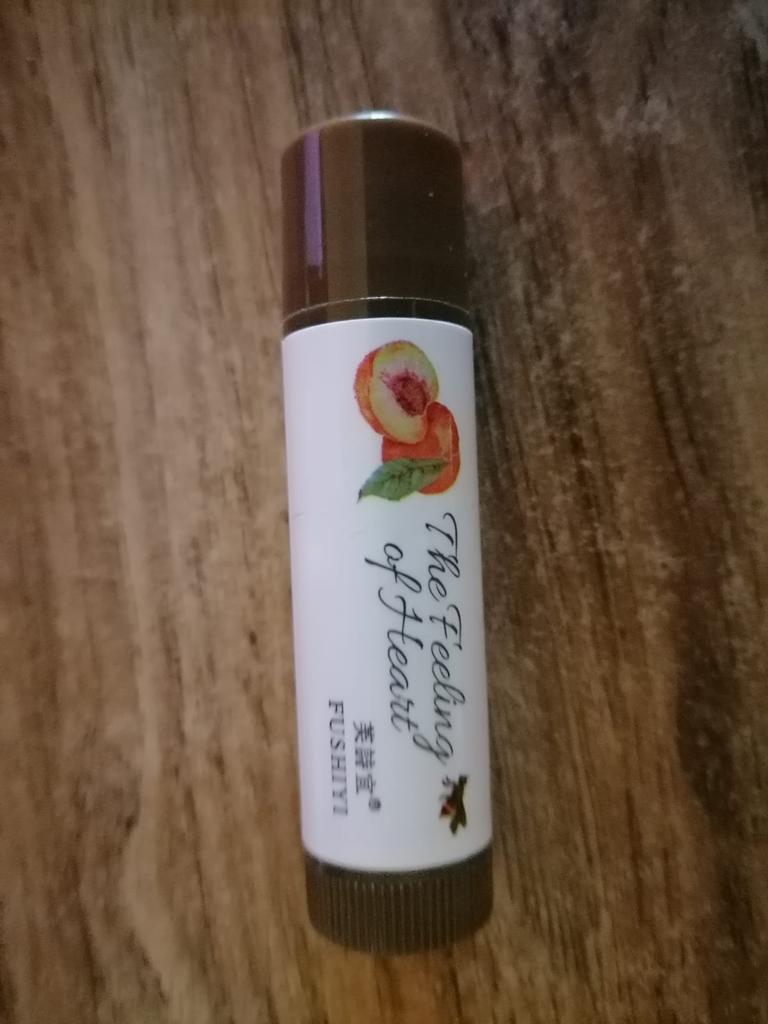 The Feeling
of Heart
芙詩宜®
FUSHIYI